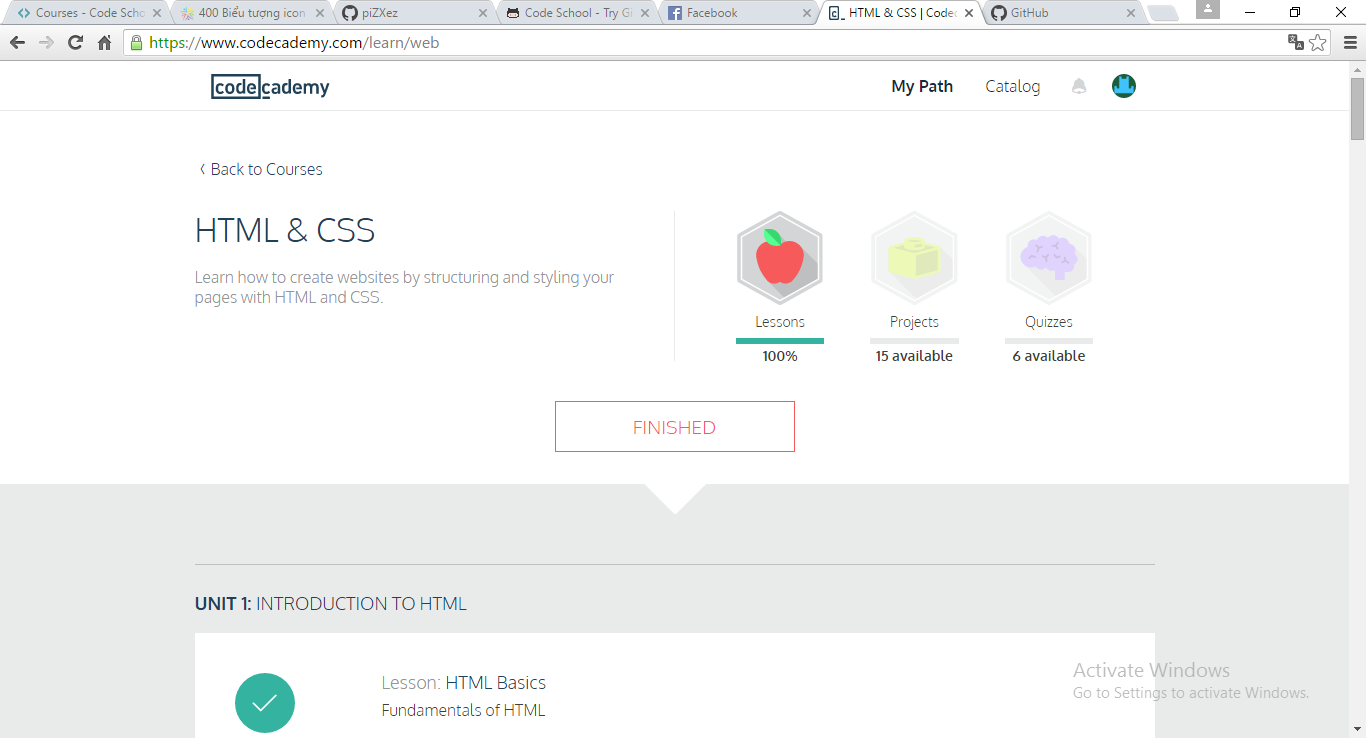 Courses - Code Scho
400 Biểu tượng icon
piZXez
Code School - Try Gi
Facebook
HTML & CSS | Codec
GitHub
https://www.codecademy.com/learn/web
codecademy
My Path
Catalog
Back to Courses
HTML & CSS
Learn how to create websites by structuring and styling your
pages with HTML and CSS.
Lessons
Projects
Quizzes
100%
15 available
6 available
FINISHED
UNIT 1: INTRODUCTION TO HTML
Lesson: HTML Basics
Fundamentals of HTML
Activate Windows
Go to Settings to activate Windows.